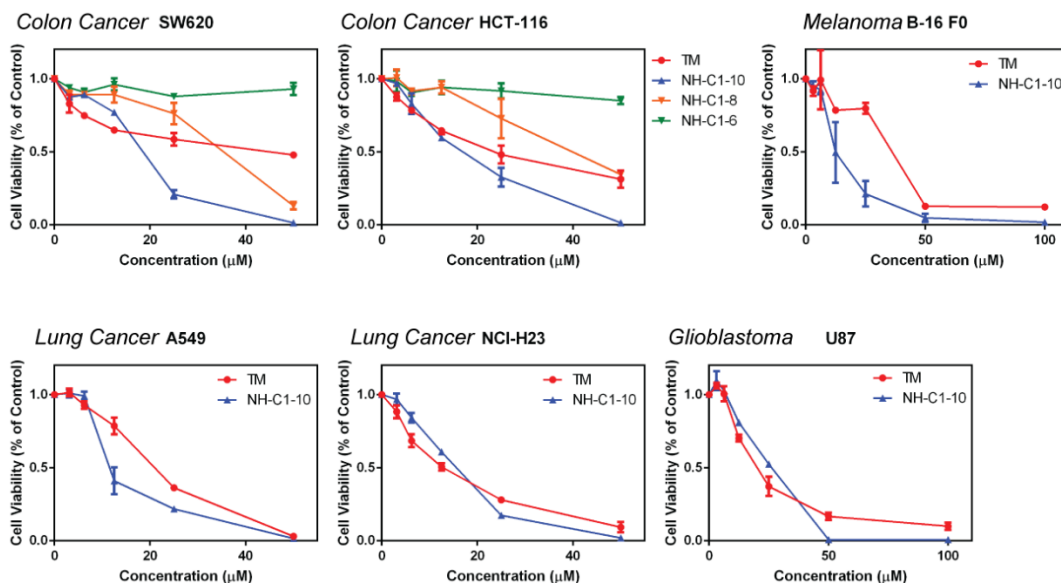 Colon Cancer SW620
Cell Viability (% of Control)
1.0
0.5
0.0
0 20 40
Concentration (μM)
Colon Cancer HCT-116
Cell Viability (% of Control)
1.0
0.5
0.0
0 20 40
Concentration (μM)
TM
NH-C1-10
NH-C1-8
NH-C1-6
Melanoma B-16 F0
Cell Viability (% of Control)
1.0
0.5
0.0
0 50 100
Concentration (μM)
TM
NH-C1-10
Lung Cancer A549
Cell Viability (% of Control)
1.0
0.5
0.0
0 20 40
Concentration (μM)
TM
NH-C1-10
Lung Cancer NCI-H23
Cell Viability (% of Control)
1.0
0.5
0.0
0 20 40
Concentration (μM)
TM
NH-C1-10
Glioblastoma U87
Cell Viability (% of Control)
1.0
0.5
0.0
0 50 100
Concentration (μM)
TM
NH-C1-10